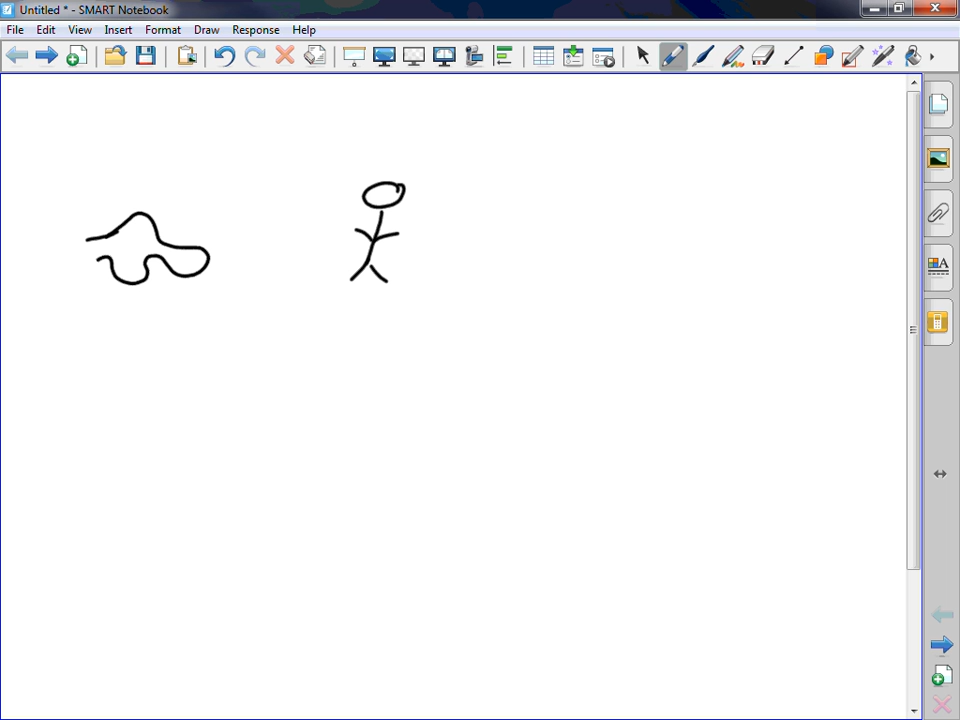 Untitled * - SMART Notebook
File Edit View Insert Format Draw Response Help
A